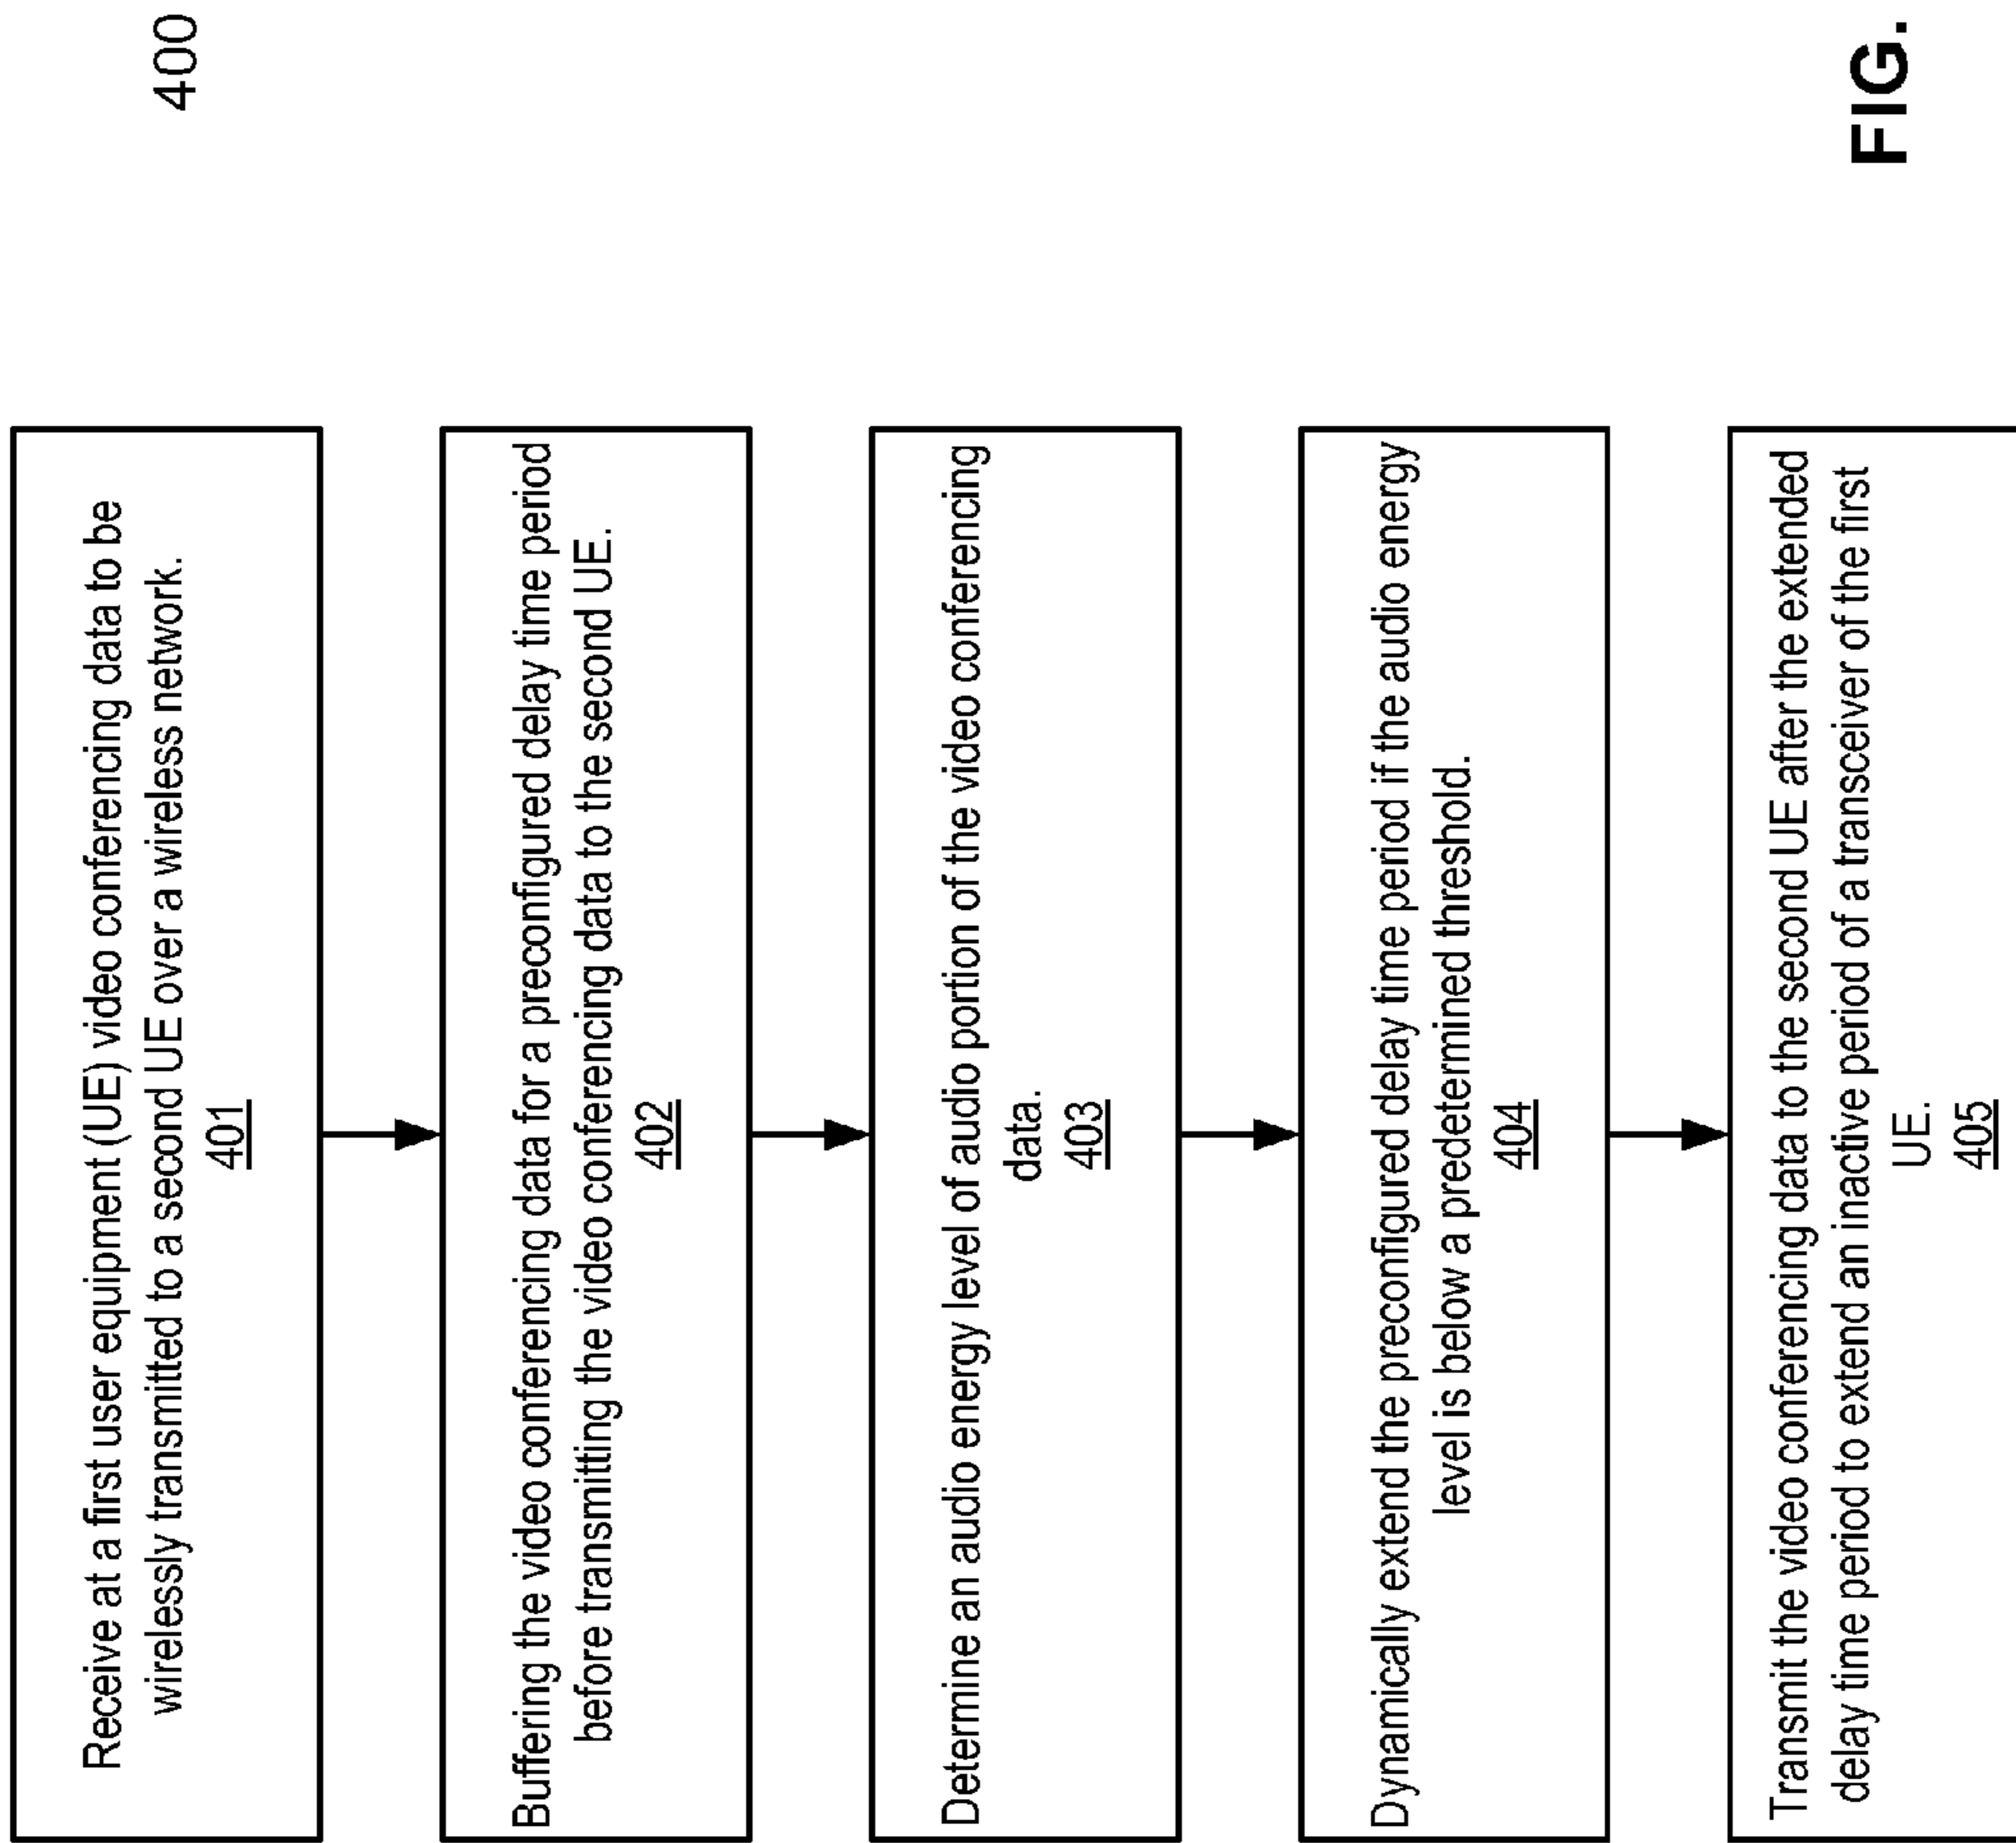 400
Receive at a first user equipment (UE) video conferencing data to be
wirelessly transmitted to a second UE over a wireless network.
401
Buffering the video conferencing data for a preconfigured delay time period
before transmitting the video conferencing data to the second UE.
402
Determine an audio energy level of audio portion of the video conferencing
data.
403
Dynamically extend the preconfigured delay time period if the audio energy
level is below a predetermined threshold.
404
Transmit the video conferencing data to the second UE after the extended
delay time period to extend an inactive period of a transceiver of the first
UE.
405
FIG.